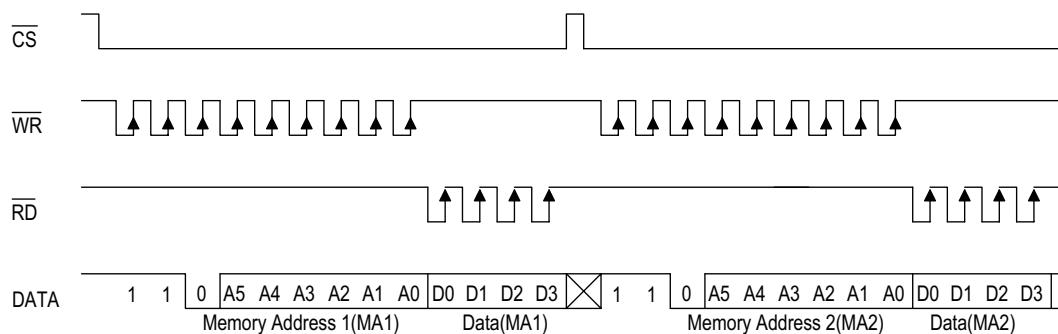 CS
WR
RD
DATA 1 1 0 A5 A4 A3 A2 A1 A0 D0 D1 D2 D3 1 1 0 A5 A4 A3 A2 A1 A0 D0 D1 D2 D3
Memory Address 1(MA1) Data(MA1) Memory Address 2(MA2) Data(MA2)